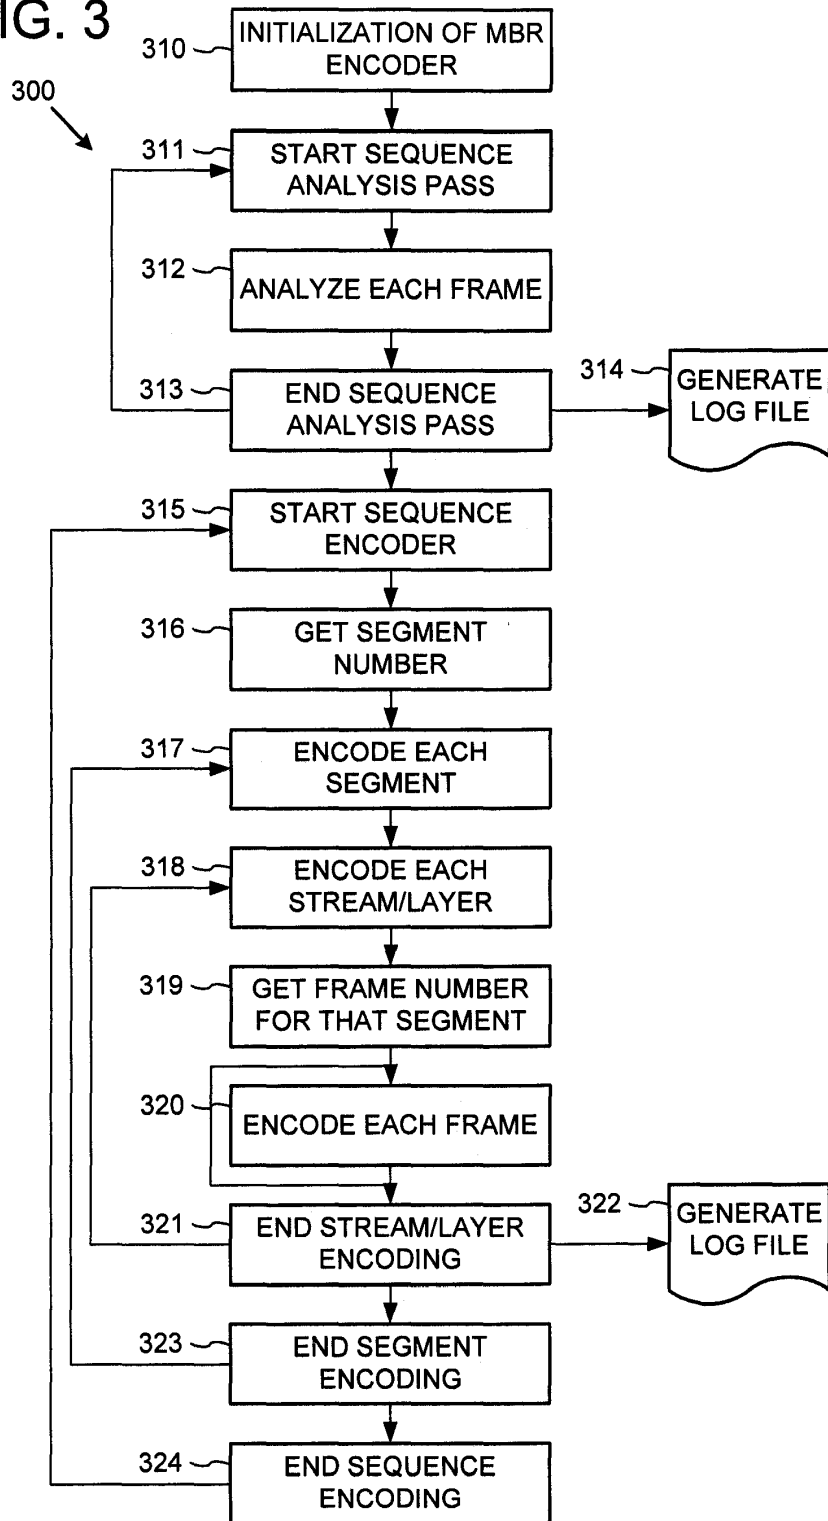 IG. 3
300
310
INITIALIZATION OF MBR
ENCODER
311
START SEQUENCE
ANALYSIS PASS
312
ANALYZE EACH FRAME
313
END SEQUENCE
ANALYSIS PASS
314
GENERATE
LOG FILE
315
START SEQUENCE
ENCODER
316
GET SEGMENT
NUMBER
317
ENCODE EACH
SEGMENT
318
ENCODE EACH
STREAM/LAYER
319
GET FRAME NUMBER
FOR THAT SEGMENT
320
ENCODE EACH FRAME
321
END STREAM/LAYER
ENCODING
322
GENERATE
LOG FILE
323
END SEGMENT
ENCODING
324
END SEQUENCE
ENCODING